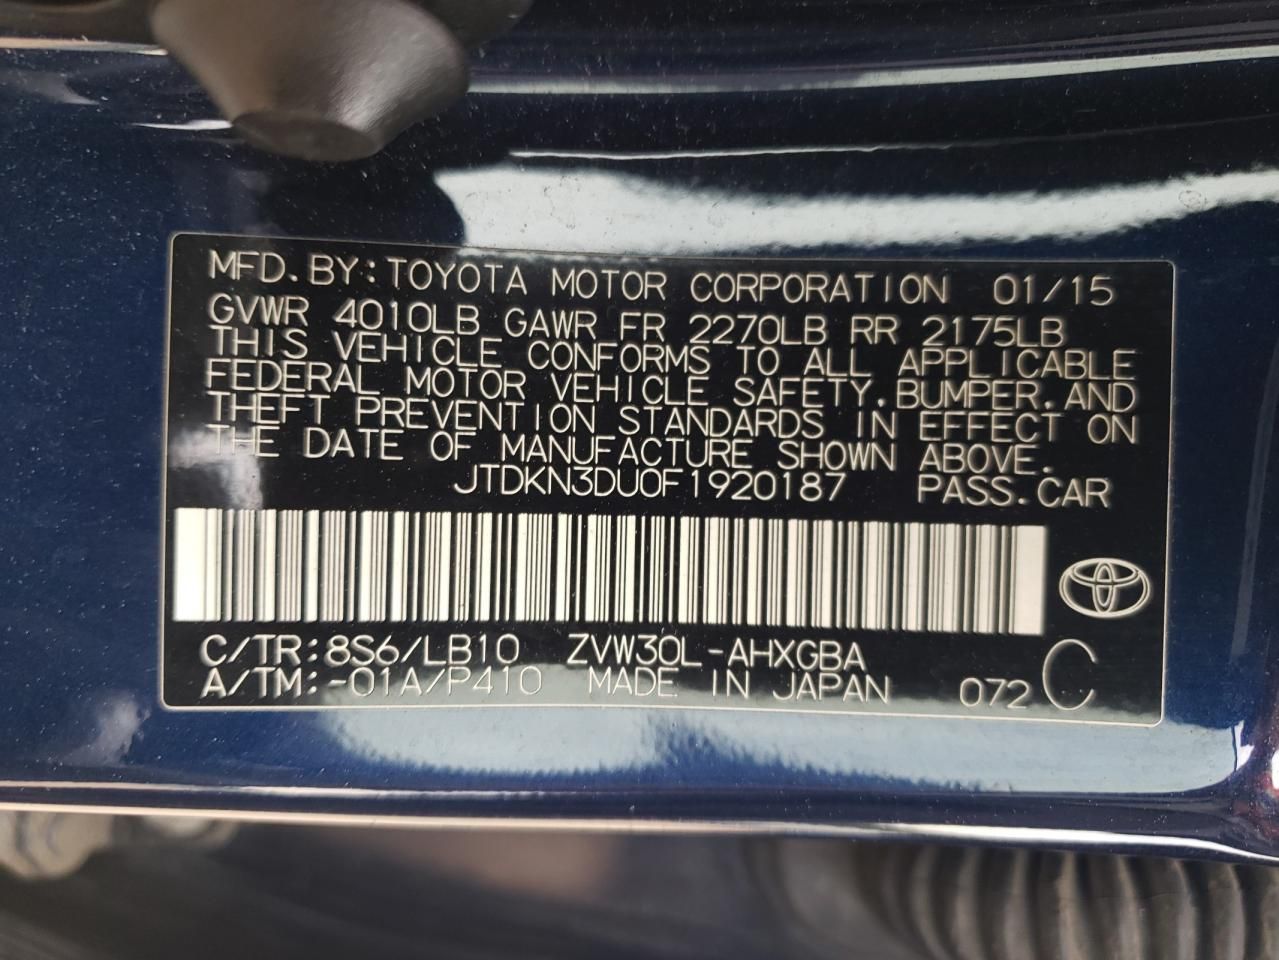 MFD.BY:TOYOTA MOTOR CORPORATION 01/15
GVWR 4010LB GAWR FR 2270LB RR 2175LB
THIS VEHICLE CONFORMS TO ALL APPLICABLE
FEDERAL MOTOR VEHICLE SAFETY,BUMPER,AND
THEFT PREVENTION STANDARDS IN EFFECT ON
THE DATE OF MANUFACTURE SHOWN ABOVE.
JTDKN3DU0F1920187 PASS.CAR
C/TR:8S6/LB10 ZVW30L-AHXGBA
A/TM:-01A/P410 MADE IN JAPAN 072 C